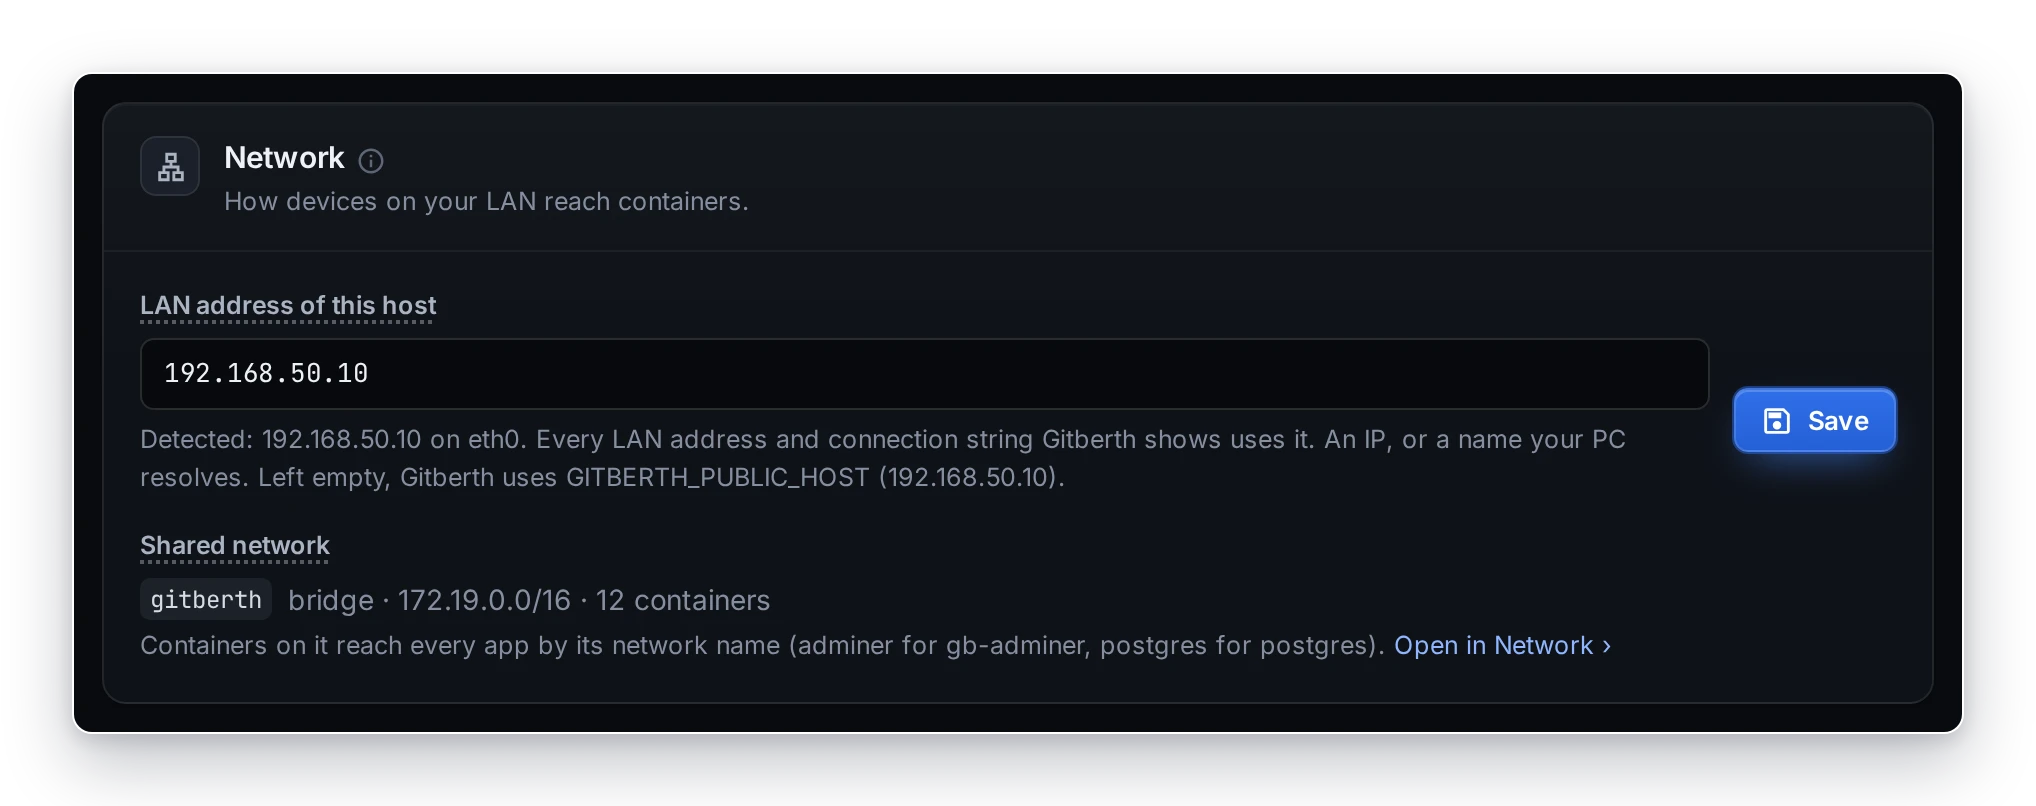 Network
How devices on your LAN reach containers.
LAN address of this host
192.168.50.10
Detected: 192.168.50.10 on eth0. Every LAN address and connection string Gitberth shows uses it. An IP, or a name your PC
resolves. Left empty, Gitberth uses GITBERTH_PUBLIC_HOST (192.168.50.10).
Save
Shared network
gitberth bridge · 172.19.0.0/16 · 12 containers
Containers on it reach every app by its network name (adminer for gb-adminer, postgres for postgres). Open in Network ›